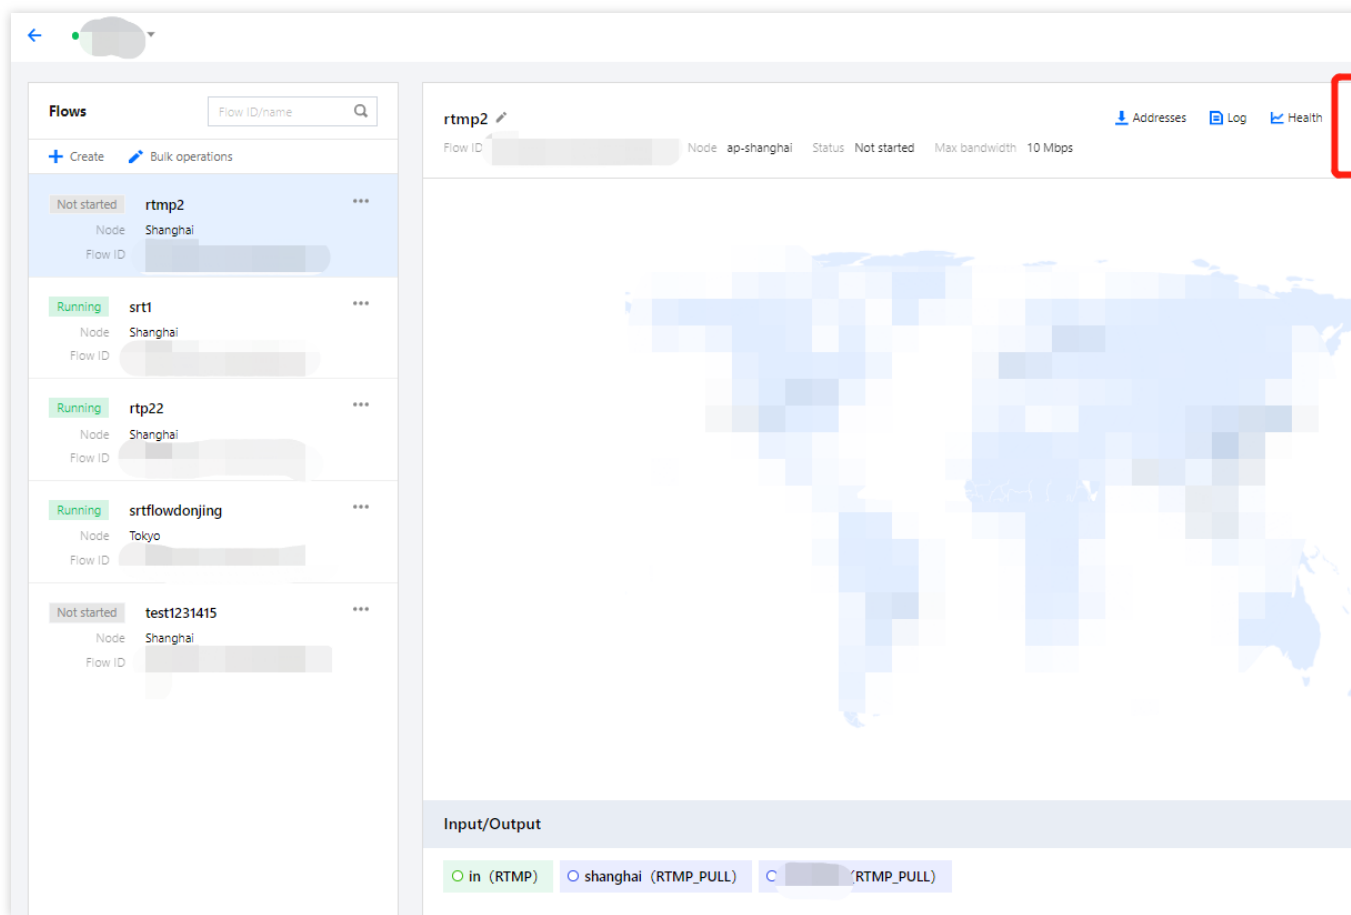 Flows
Flow ID/name
Create
Bulk operations
Not started rtmp2
Node Shanghai
Flow ID
Running srt1
Node Shanghai
Flow ID
Running rtp22
Node Shanghai
Flow ID
Running srtflowdonjing
Node Tokyo
Flow ID
Not started test1231415
Node Shanghai
Flow ID
rtmp2
Addresses Log Health
Flow ID Node ap-shanghai Status Not started Max bandwidth 10 Mbps
Input/Output
in（RTMP） shanghai（RTMP_PULL） （RTMP_PULL）